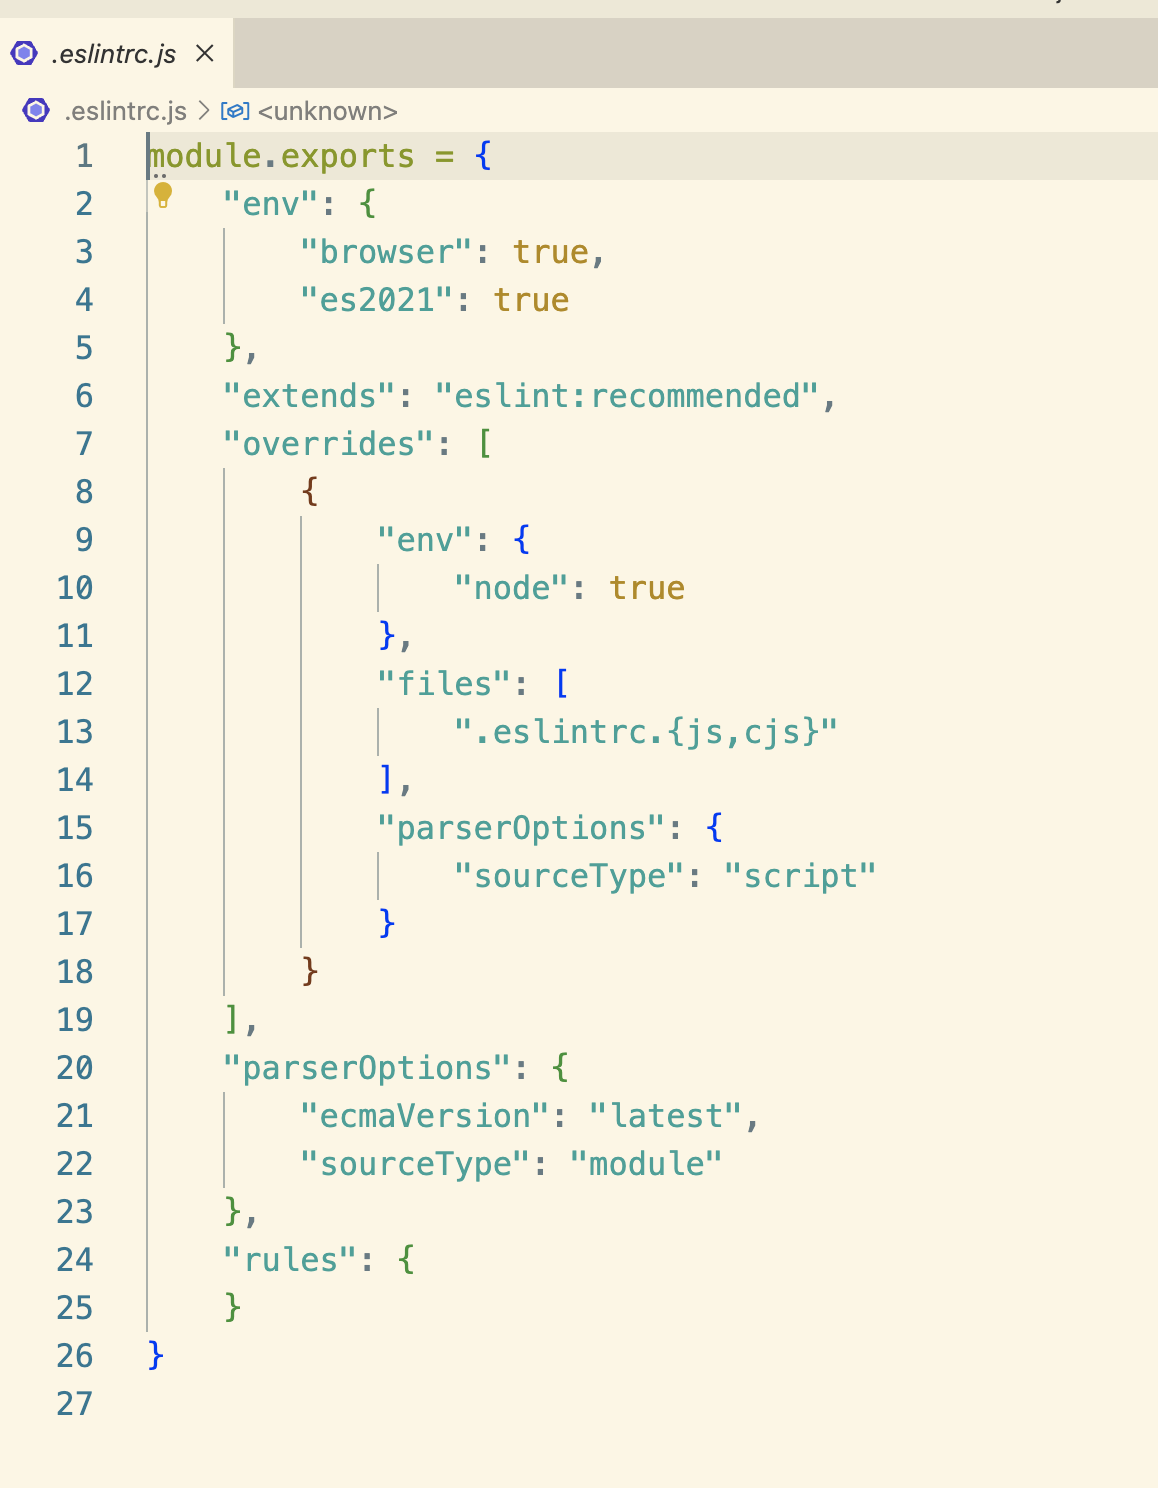 .eslintrc.js
.eslintrc.js > <unknown>
1 module.exports = {
2     "env": {
3         "browser": true,
4         "es2021": true
5     },
6     "extends": "eslint:recommended",
7     "overrides": [
8         {
9             "env": {
10                 "node": true
11             },
12             "files": [
13                 ".eslintrc.{js,cjs}"
14             ],
15             "parserOptions": {
16                 "sourceType": "script"
17             }
18         }
19     ],
20     "parserOptions": {
21         "ecmaVersion": "latest",
22         "sourceType": "module"
23     },
24     "rules": {
25     }
26 }
27